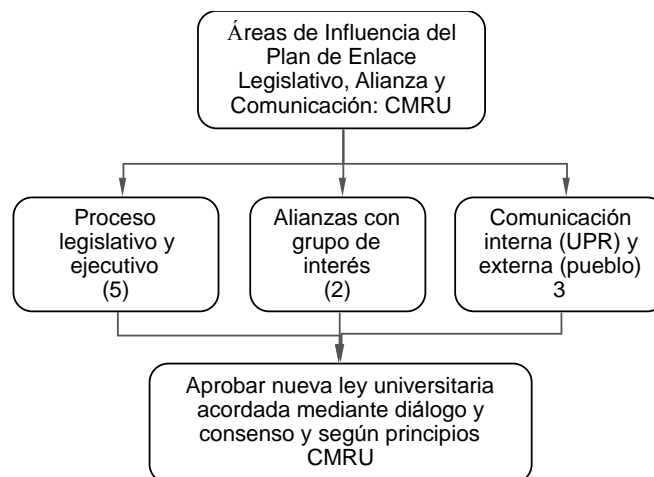 Áreas de Influencia del
Plan de Enlace
Legislativo, Alianza y
Comunicación: CMRU
Proceso
legislativo y
ejecutivo
(5)
Alianzas con
grupo de
interés
(2)
Comunicación
interna (UPR) y
externa (pueblo)
3
Aprobar nueva ley universitaria
acordada mediante diálogo y
consenso y según principios
CMRU